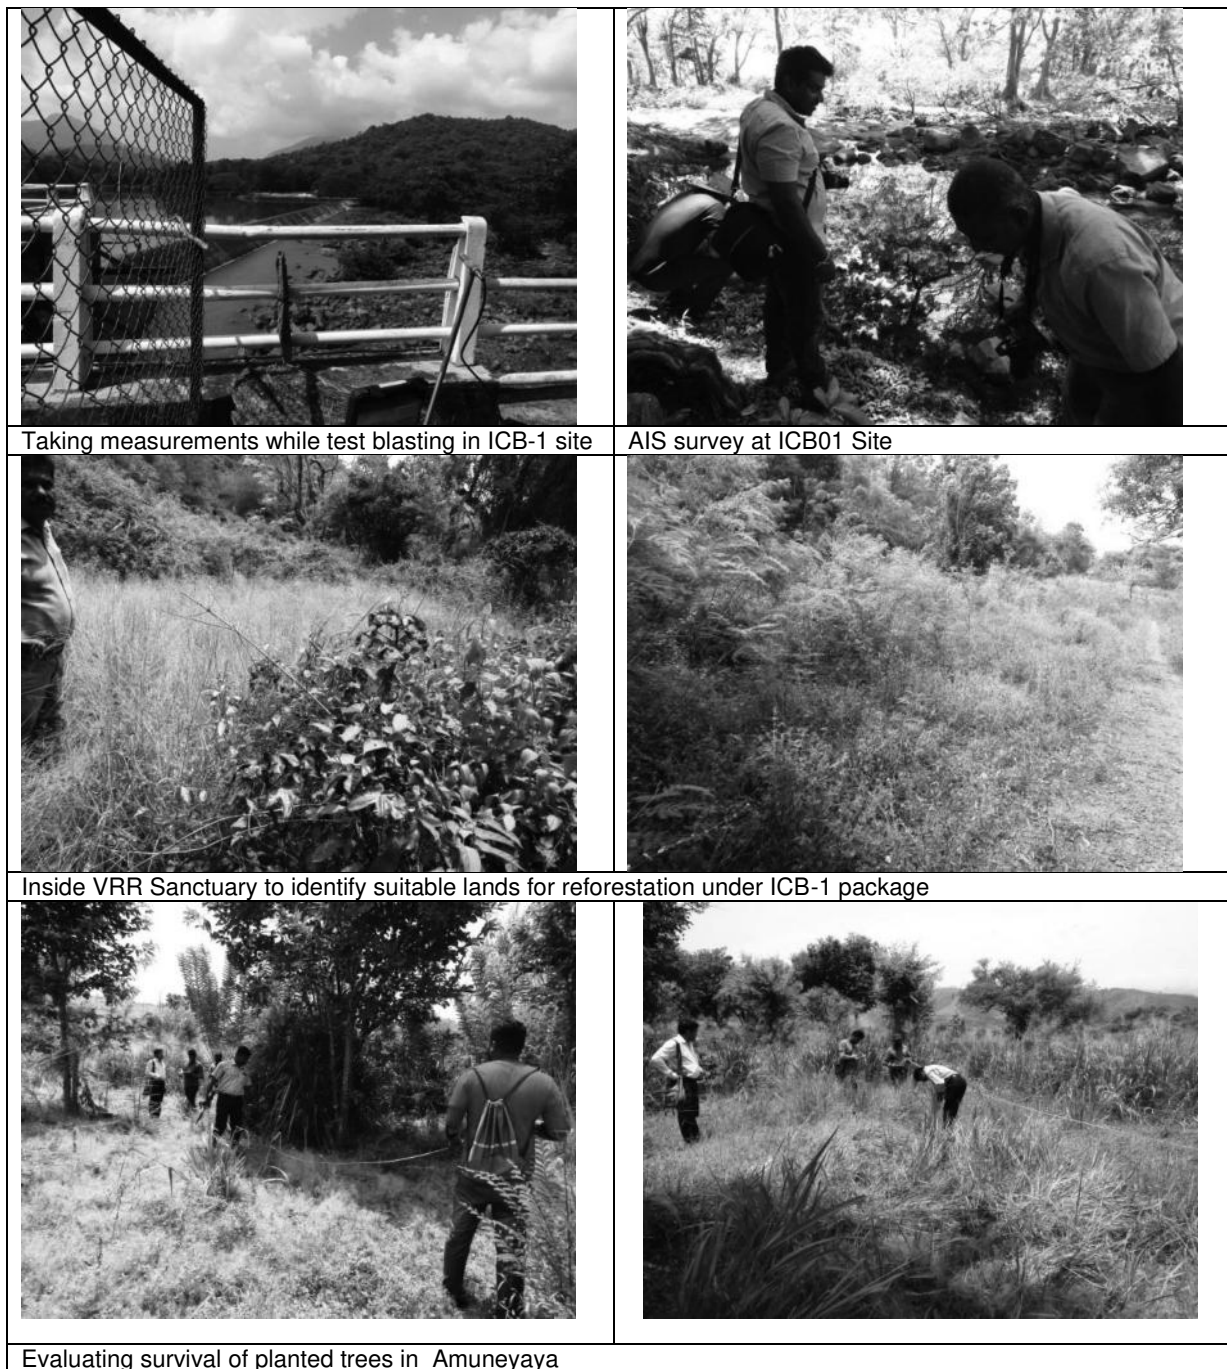 Taking measurements while test blasting in ICB-1 site
AIS survey at ICB01 Site
Inside VRR Sanctuary to identify suitable lands for reforestation under ICB-1 package
Evaluating survival of planted trees in Amuneyaya